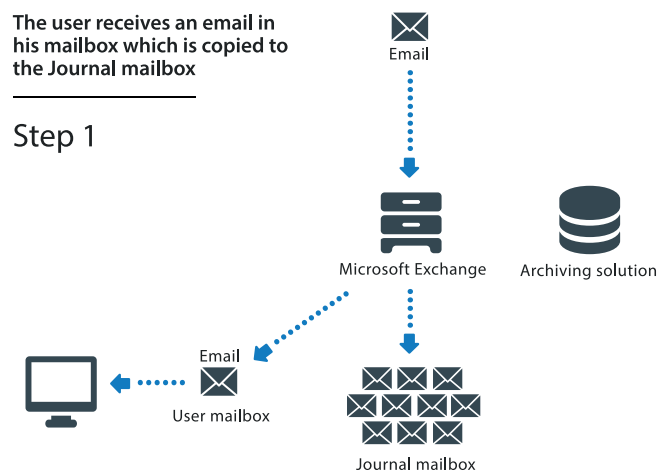 The user receives an email in
his mailbox which is copied to
the Journal mailbox
Step 1
Email
Microsoft Exchange
Archiving solution
Email
User mailbox
Journal mailbox